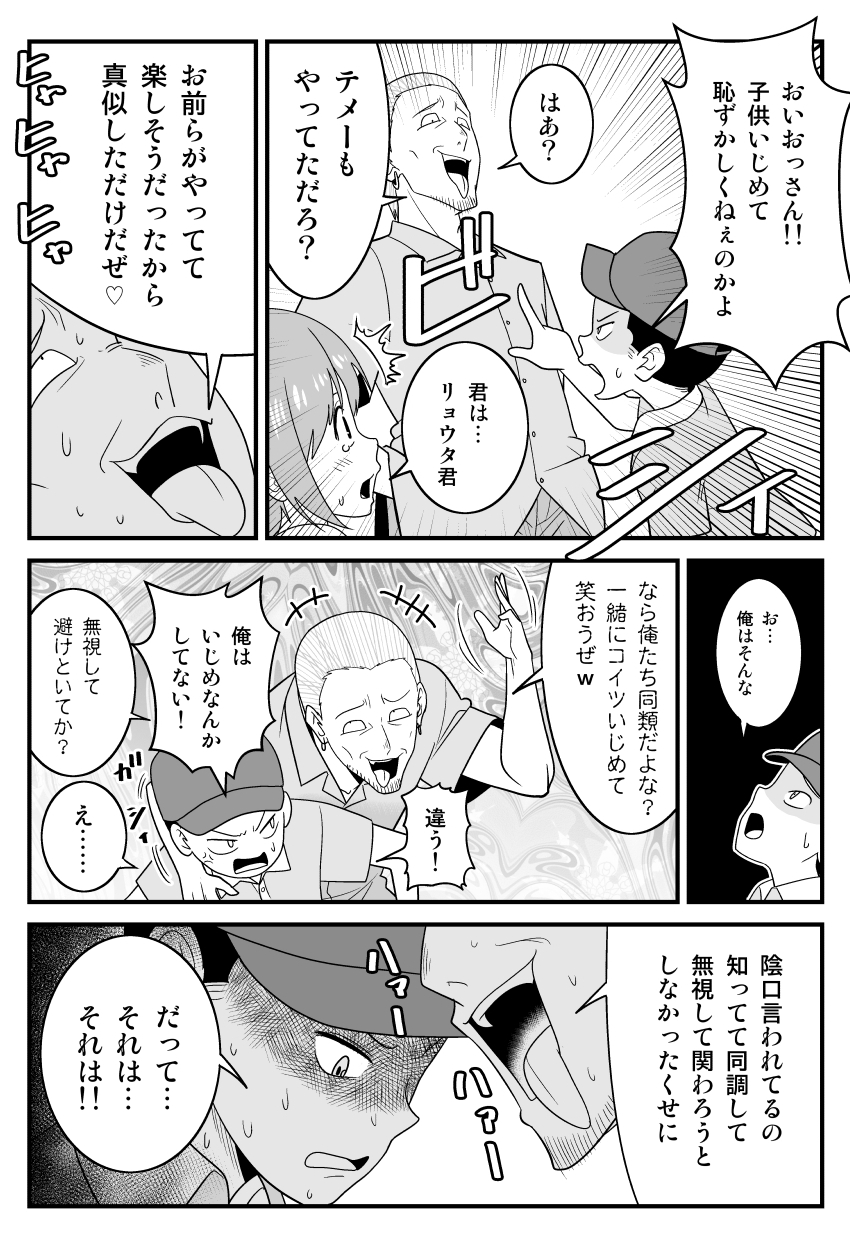 おいおっさん!!
子供いじめて
恥ずかしくねぇのかよ
はあ?
ビシィ
テメーも
やってただろ?
君は…
リョウタ君
お前らがやってて
楽しそうだったから
真似しただけだぜ♡
ヒャ
ヒャ
ヒャ
お…
俺はそんな
なら俺たち同類だよな?
一緒にコイツいじめて
笑おうぜw
違う!
俺は
いじめなんか
してない!
ガシィ
無視して
避けといてか?
え……
陰口言われてるの
知ってて同調して
無視して関わろうと
しなかったくせに
ハァー
ハァー
だって…
それは…
それは!!